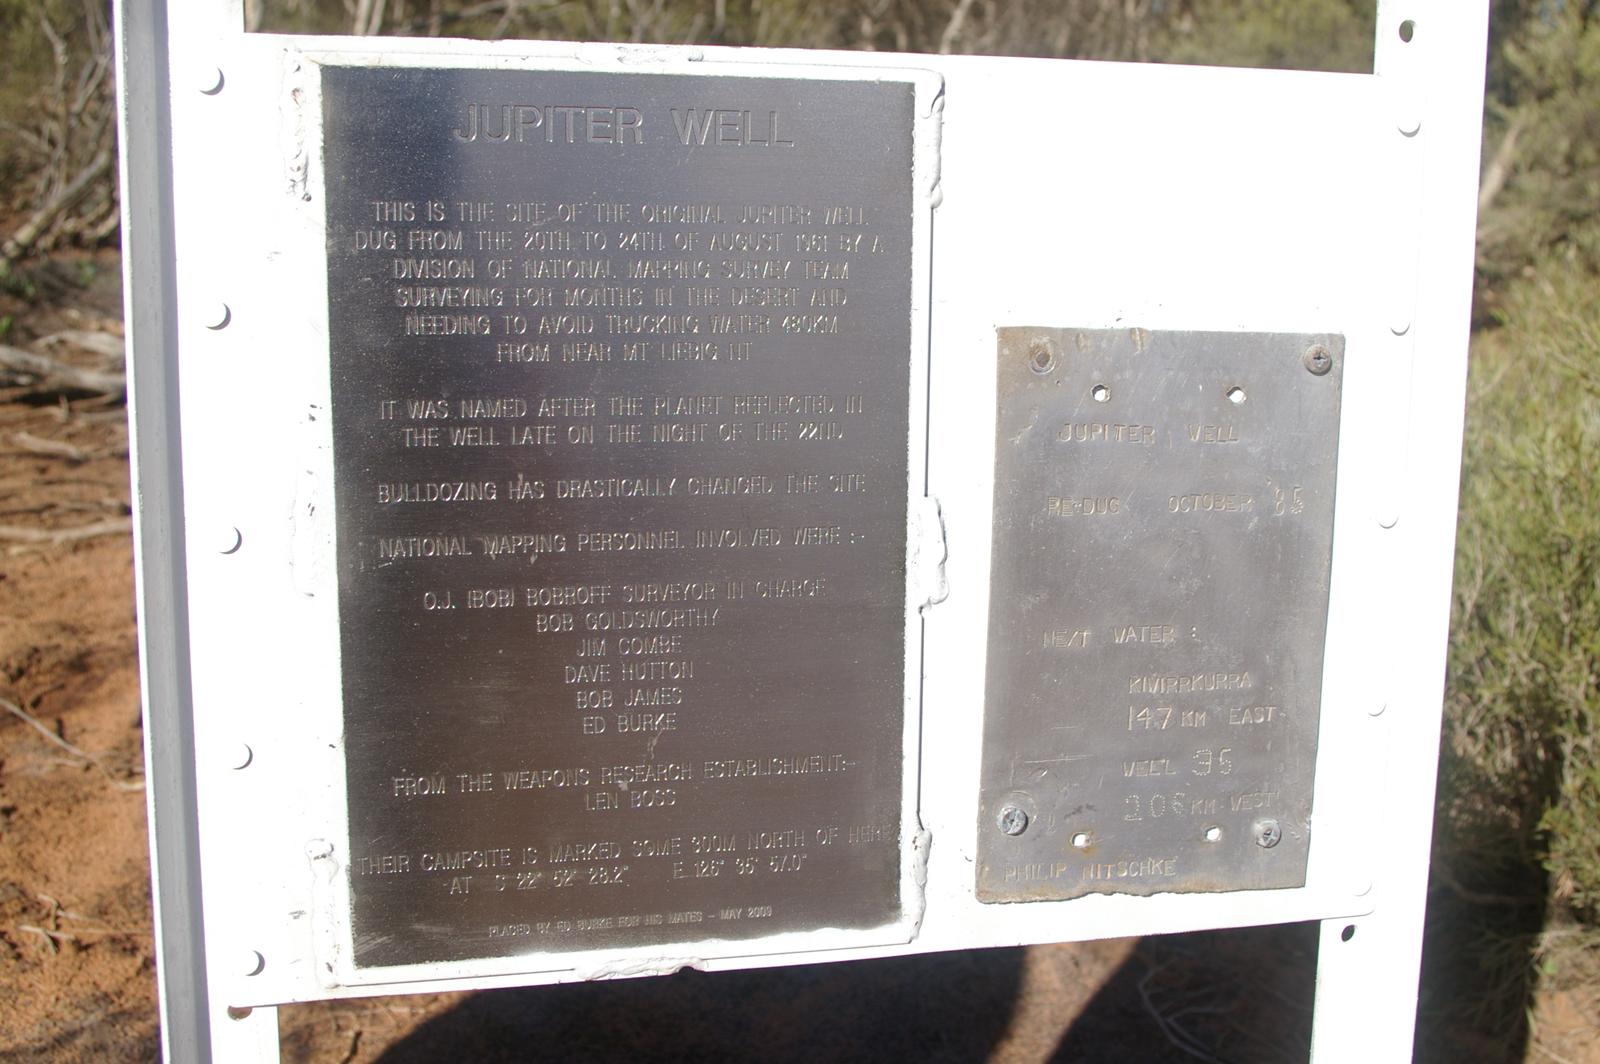 JUPITER WELL
THIS IS THE SITE OF THE ORIGINAL JUPITER WELL
DUG FROM THE 20TH TO 24TH OF AUGUST 1961 BY A
DIVISION OF NATIONAL MAPPING SURVEY TEAM
SURVEYING FOR MONTHS IN THE DESERT AND
NEEDING TO AVOID TRUCKING WATER 480KM
FROM NEAR MT LIEBIG NT
IT WAS NAMED AFTER THE PLANET REFLECTED IN
THE WELL LATE ON THE NIGHT OF THE 22ND
BULLDOZING HAS DRASTICALLY CHANGED THE SITE
NATIONAL MAPPING PERSONNEL INVOLVED WERE :-
O.J. (BOB) BOBROFF SURVEYOR IN CHARGE
BOB GOLDSWORTHY
JIM COMBE
DAVE HUTTON
BOB JAMES
ED BURKE
FROM THE WEAPONS RESEARCH ESTABLISHMENT:-
LEN BOSS
THEIR CAMPSITE IS MARKED SOME 300M NORTH OF HERE
AT S 22° 52' 28.2" E 126° 35' 57.0"
PLACED BY ED BURKE FOR HIS MATES - MAY 2000
JUPITER WELL
RE-DUG OCTOBER '85
NEXT WATER :
KIWIRRKURRA
147 KM EAST
WELL 35
206 KM WEST
PHILIP NITSCHKE